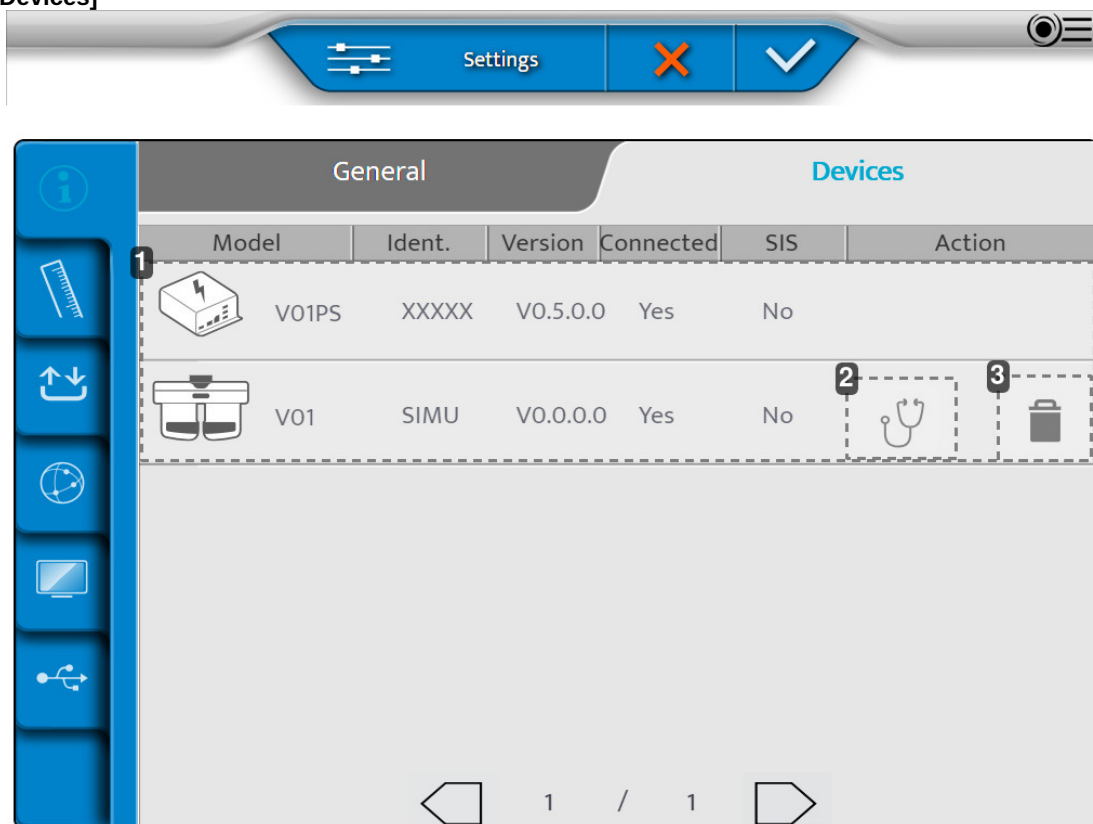 Devices]
Settings
General Devices
Model Ident. Version Connected SIS Action
1
V01PS XXXXX V0.5.0.0 Yes No
2 3
V01 SIMU V0.0.0.0 Yes No
1 / 1